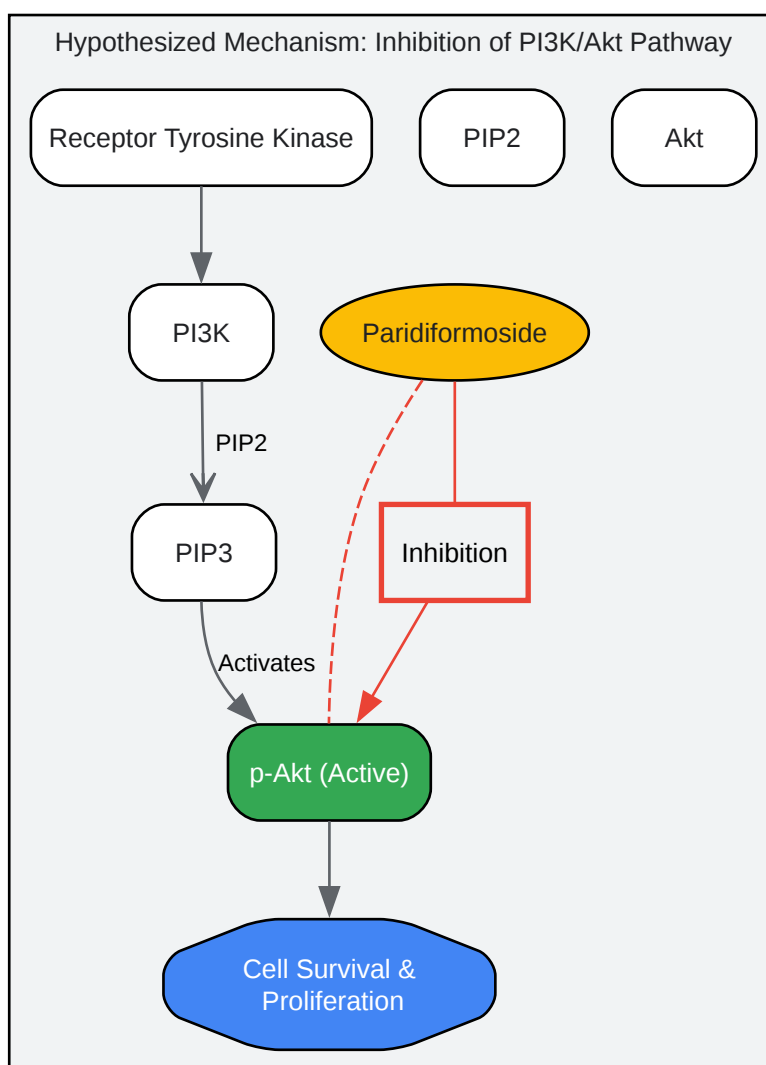 Hypothesized Mechanism: Inhibition of PI3K/Akt Pathway
Receptor Tyrosine Kinase
PIP2
Akt
PI3K
Paridiformoside
PIP2
PIP3
Inhibition
Activates
p-Akt (Active)
Cell Survival &
Proliferation